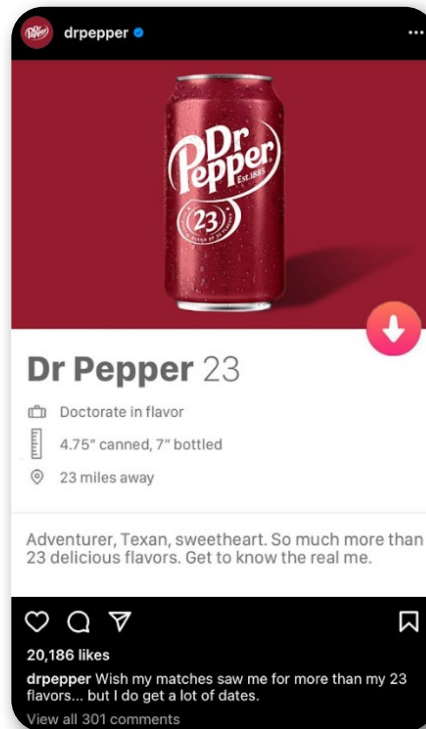 drpepper
Dr
Pepper
Est.1885
23
Dr Pepper 23
Doctorate in flavor
4.75" canned, 7" bottled
23 miles away
Adventurer, Texan, sweetheart. So much more than
23 delicious flavors. Get to know the real me.
20,186 likes
drpepper Wish my matches saw me for more than my 23
flavors... but I do get a lot of dates.
View all 301 comments